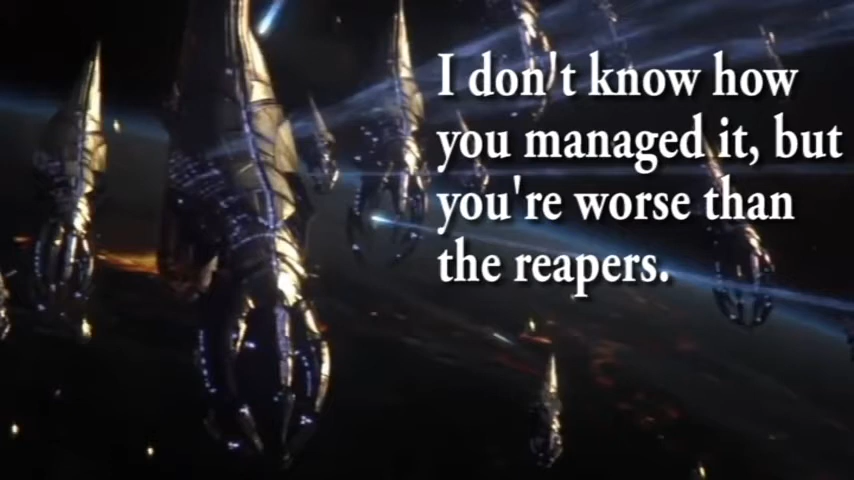 I don't know how
you managed it, but
you're worse than
the reapers.